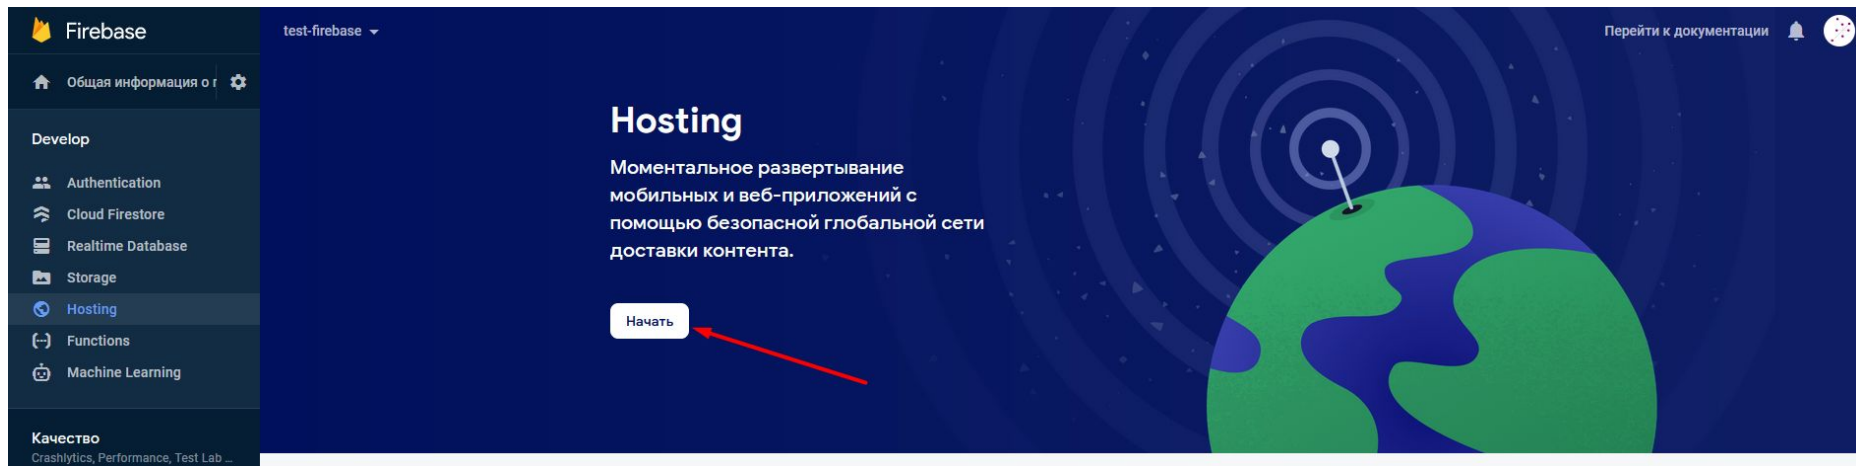 Firebase
test-firebase
Перейти к документации
Общая информация о г
Develop
Authentication
Cloud Firestore
Realtime Database
Storage
Hosting
Functions
Machine Learning
Качество
Crashlytics, Performance, Test Lab ...
Hosting
Моментальное развертывание
мобильных и веб-приложений с
помощью безопасной глобальной сети
доставки контента.
Начать